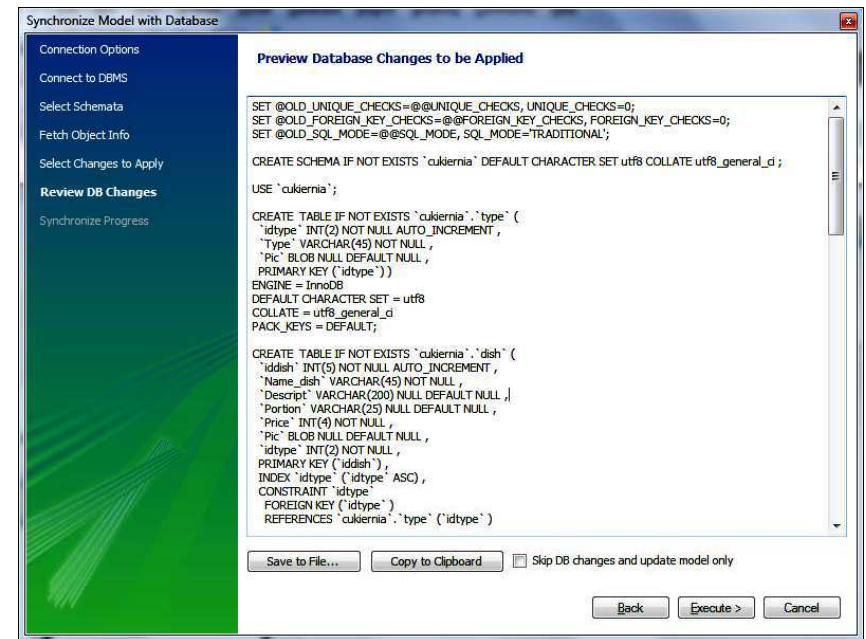 Synchronize Model with Database
Connection Options
Connect to DBMS
Select Schemata
Fetch Object Info
Select Changes to Apply
Review DB Changes
Synchronize Progress
Preview Database Changes to be Applied
SET @OLD_UNIQUE_CHECKS=@@UNIQUE_CHECKS, UNIQUE_CHECKS=0;
SET @OLD_FOREIGN_KEY_CHECKS=@@FOREIGN_KEY_CHECKS, FOREIGN_KEY_CHECKS=0;
SET @OLD_SQL_MODE=@@SQL_MODE, SQL_MODE='TRADITIONAL';
CREATE SCHEMA IF NOT EXISTS `cukiernia` DEFAULT CHARACTER SET utf8 COLLATE utf8_general_ci ;
USE `cukiernia`;
CREATE TABLE IF NOT EXISTS `cukiernia`.`type` (
`idtype` INT(2) NOT NULL AUTO_INCREMENT ,
`Type` VARCHAR(45) NOT NULL ,
`Pic` BLOB NULL DEFAULT NULL ,
PRIMARY KEY (`idtype`) )
ENGINE = InnoDB
DEFAULT CHARACTER SET = utf8
COLLATE = utf8_general_ci
PACK_KEYS = DEFAULT;
CREATE TABLE IF NOT EXISTS `cukiernia`.`dish` (
`iddish` INT(5) NOT NULL AUTO_INCREMENT ,
`Name_dish` VARCHAR(45) NOT NULL ,
`Descript` VARCHAR(200) NULL DEFAULT NULL ,
`Portion` VARCHAR(25) NULL DEFAULT NULL ,
`Price` INT(4) NOT NULL ,
`Pic` BLOB NULL DEFAULT NULL ,
`idtype` INT(2) NOT NULL ,
PRIMARY KEY (`iddish`) ,
INDEX `idtype` (`idtype` ASC) ,
CONSTRAINT `idtype`
FOREIGN KEY (`idtype` )
REFERENCES `cukiernia`.`type` (`idtype` )
Save to File...
Copy to Clipboard
Skip DB changes and update model only
Back
Execute >
Cancel